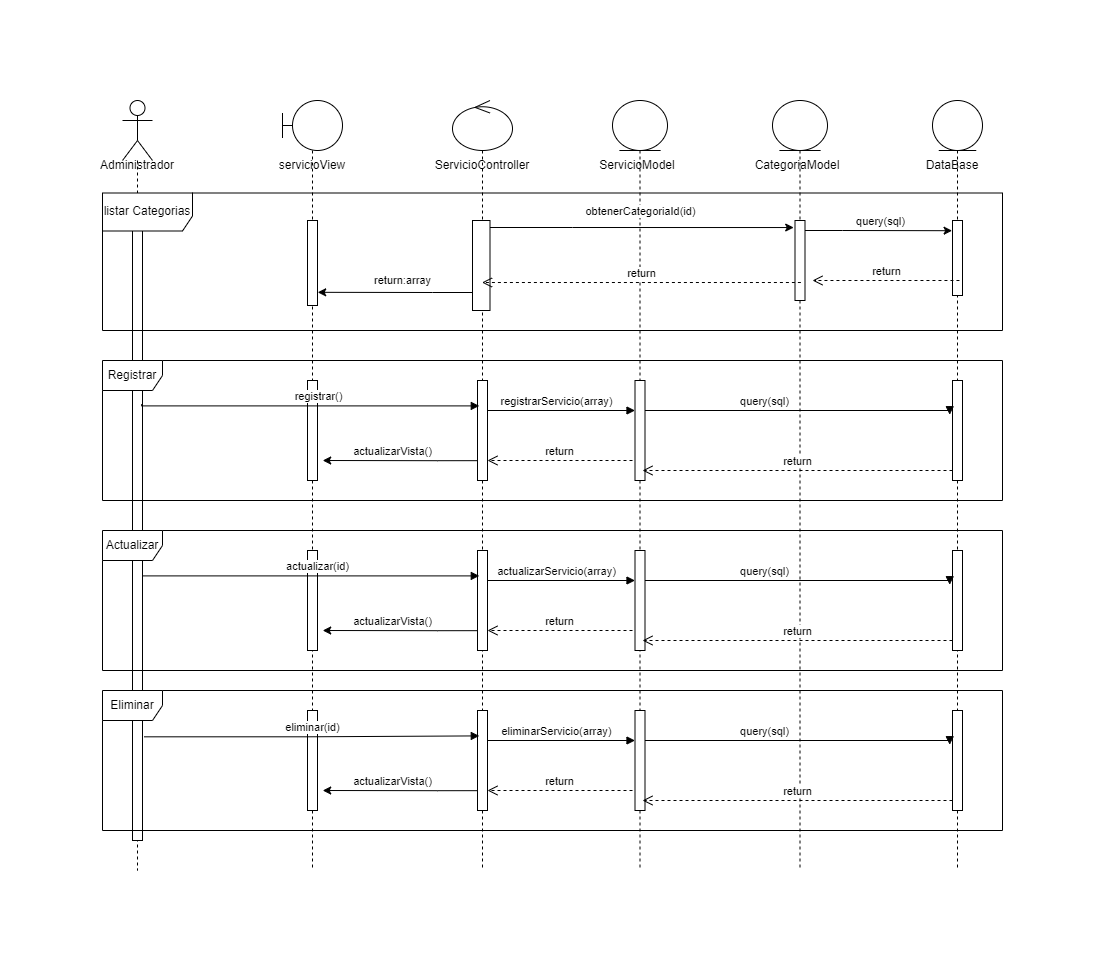 Administrador
servicioView
ServicioController
ServicioModel
CategoriaModel
DataBase
listar Categorias
obtenerCategoriaId(id)
query(sql)
return
return
return:array
Registrar
registrar()
registrarServicio(array)
query(sql)
actualizarVista()
return
return
Actualizar
actualizar(id)
actualizarServicio(array)
query(sql)
actualizarVista()
return
return
Eliminar
eliminar(id)
eliminarServicio(array)
query(sql)
actualizarVista()
return
return